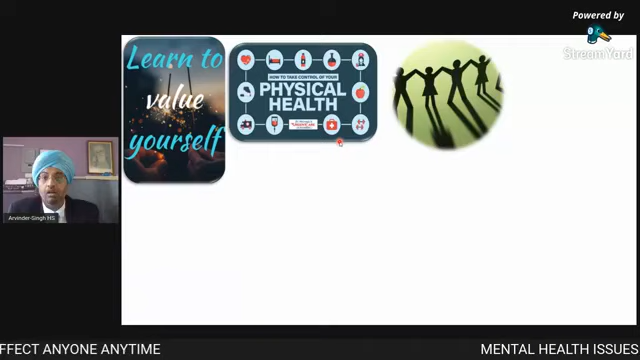 Powered by
StreamYard
Learn to
value
yourself
HOW TO TAKE CONTROL OF YOUR
PHYSICAL
HEALTH
Arvinder-Singh HS
FFECT ANYONE ANYTIME
MENTAL HEALTH ISSUES